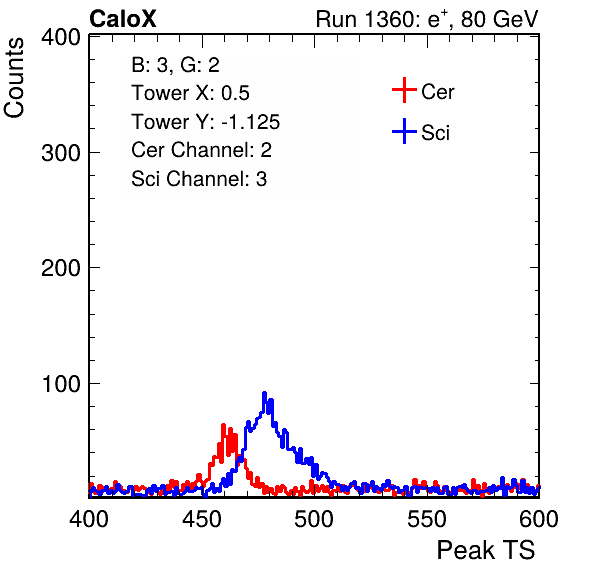 CaloX Run 1360: e+, 80 GeV
400
300
200
100
Counts
B: 3, G: 2
Tower X: 0.5
Tower Y: -1.125
Cer Channel: 2
Sci Channel: 3
Cer
Sci
400 450 500 550 600
Peak TS